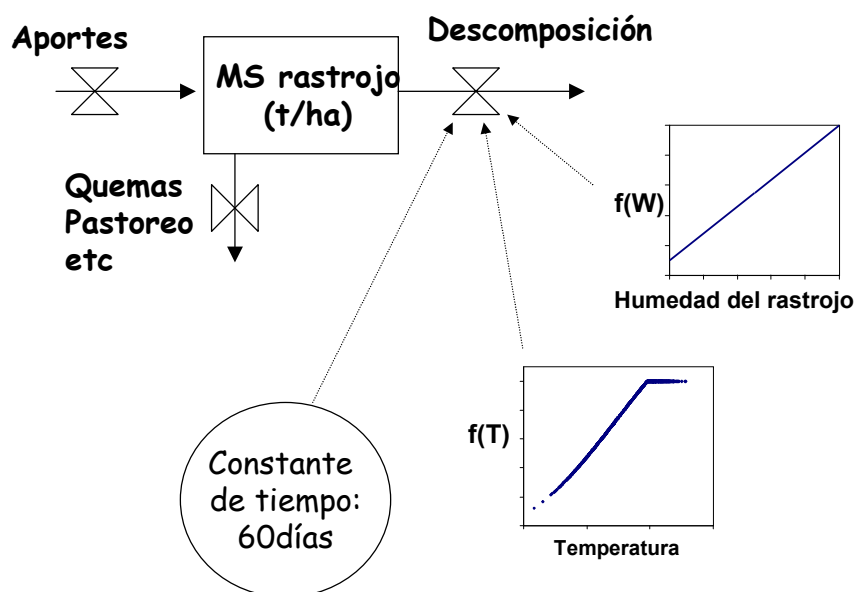 Aportes
Descomposición
MS rastrojo
(t/ha)
Quemas
Pastoreo
etc
f(W)
Humedad del rastrojo
f(T)
Temperatura
Constante
de tiempo:
60días